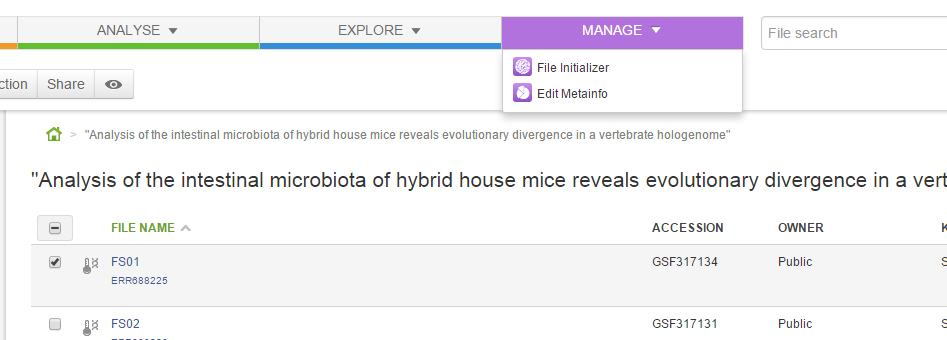 ANALYSE EXPLORE MANAGE File search
ction Share File Initializer
Edit Metainfo
> "Analysis of the intestinal microbiota of hybrid house mice reveals evolutionary divergence in a vertebrate hologenome"
"Analysis of the intestinal microbiota of hybrid house mice reveals evolutionary divergence in a vert
FILE NAME ACCESSION OWNER K
FS01 GSF317134 Public S
ERR688225
FS02 GSF317131 Public S